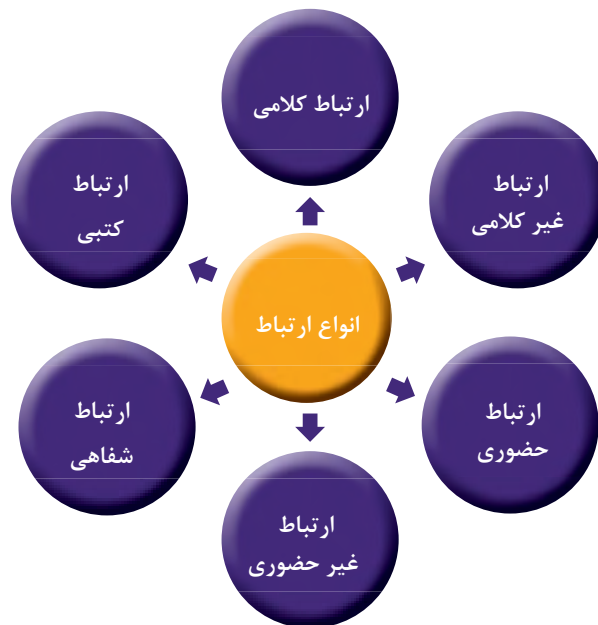 ارتباط کلامی
ارتباط
غیر کلامی
ارتباط
کتبی
انواع ارتباط
ارتباط
حضوری
ارتباط
شفاهی
ارتباط
غیر حضوری